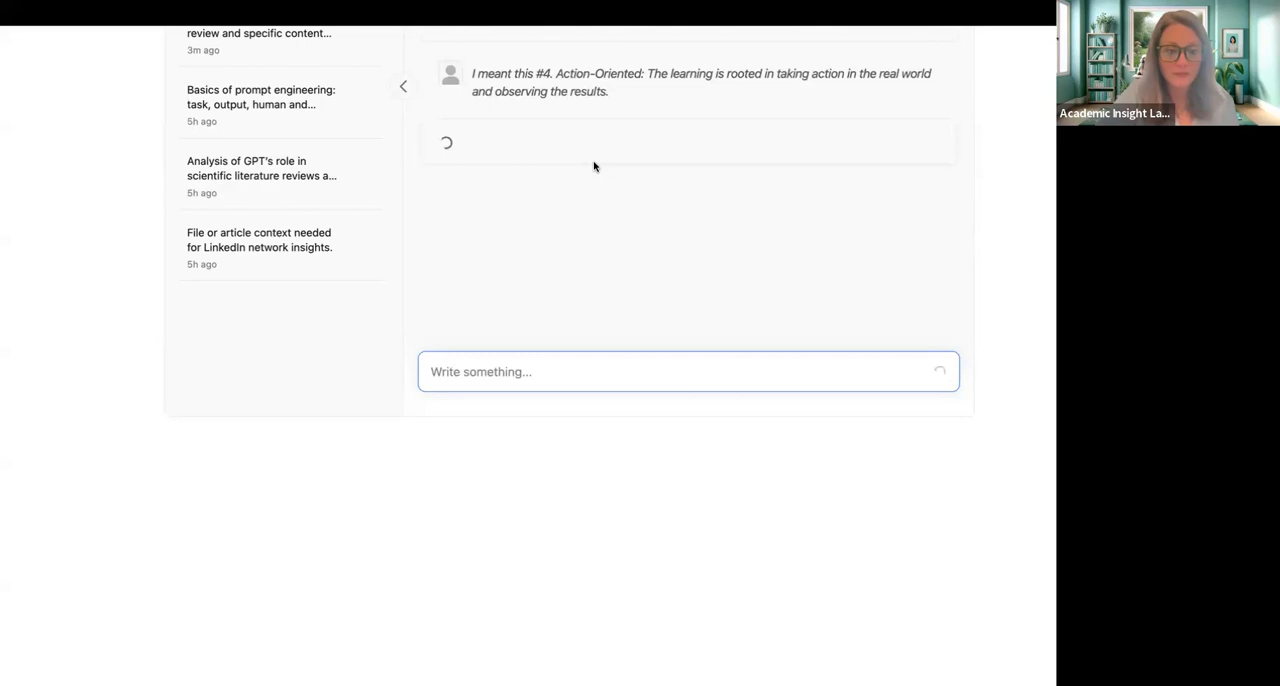 review and specific content...
3m ago
Basics of prompt engineering:
task, output, human and...
5h ago
Analysis of GPT's role in
scientific literature reviews a...
5h ago
File or article context needed
for LinkedIn network insights.
5h ago
I meant this #4. Action-Oriented: The learning is rooted in taking action in the real world
and observing the results.
Write something...
Academic Insight La...